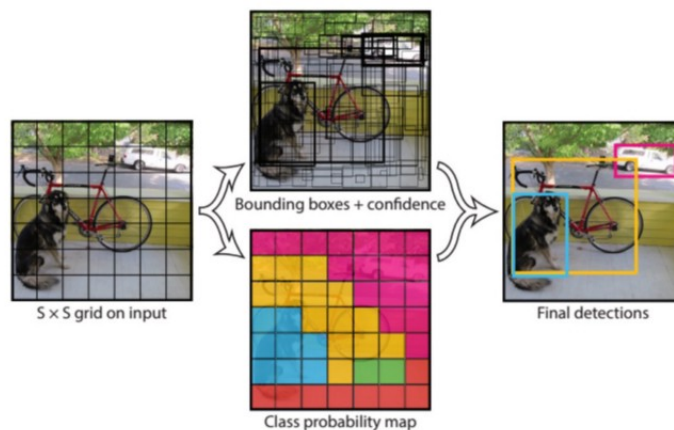 Bounding boxes + confidence
S × S grid on input
Final detections
Class probability map